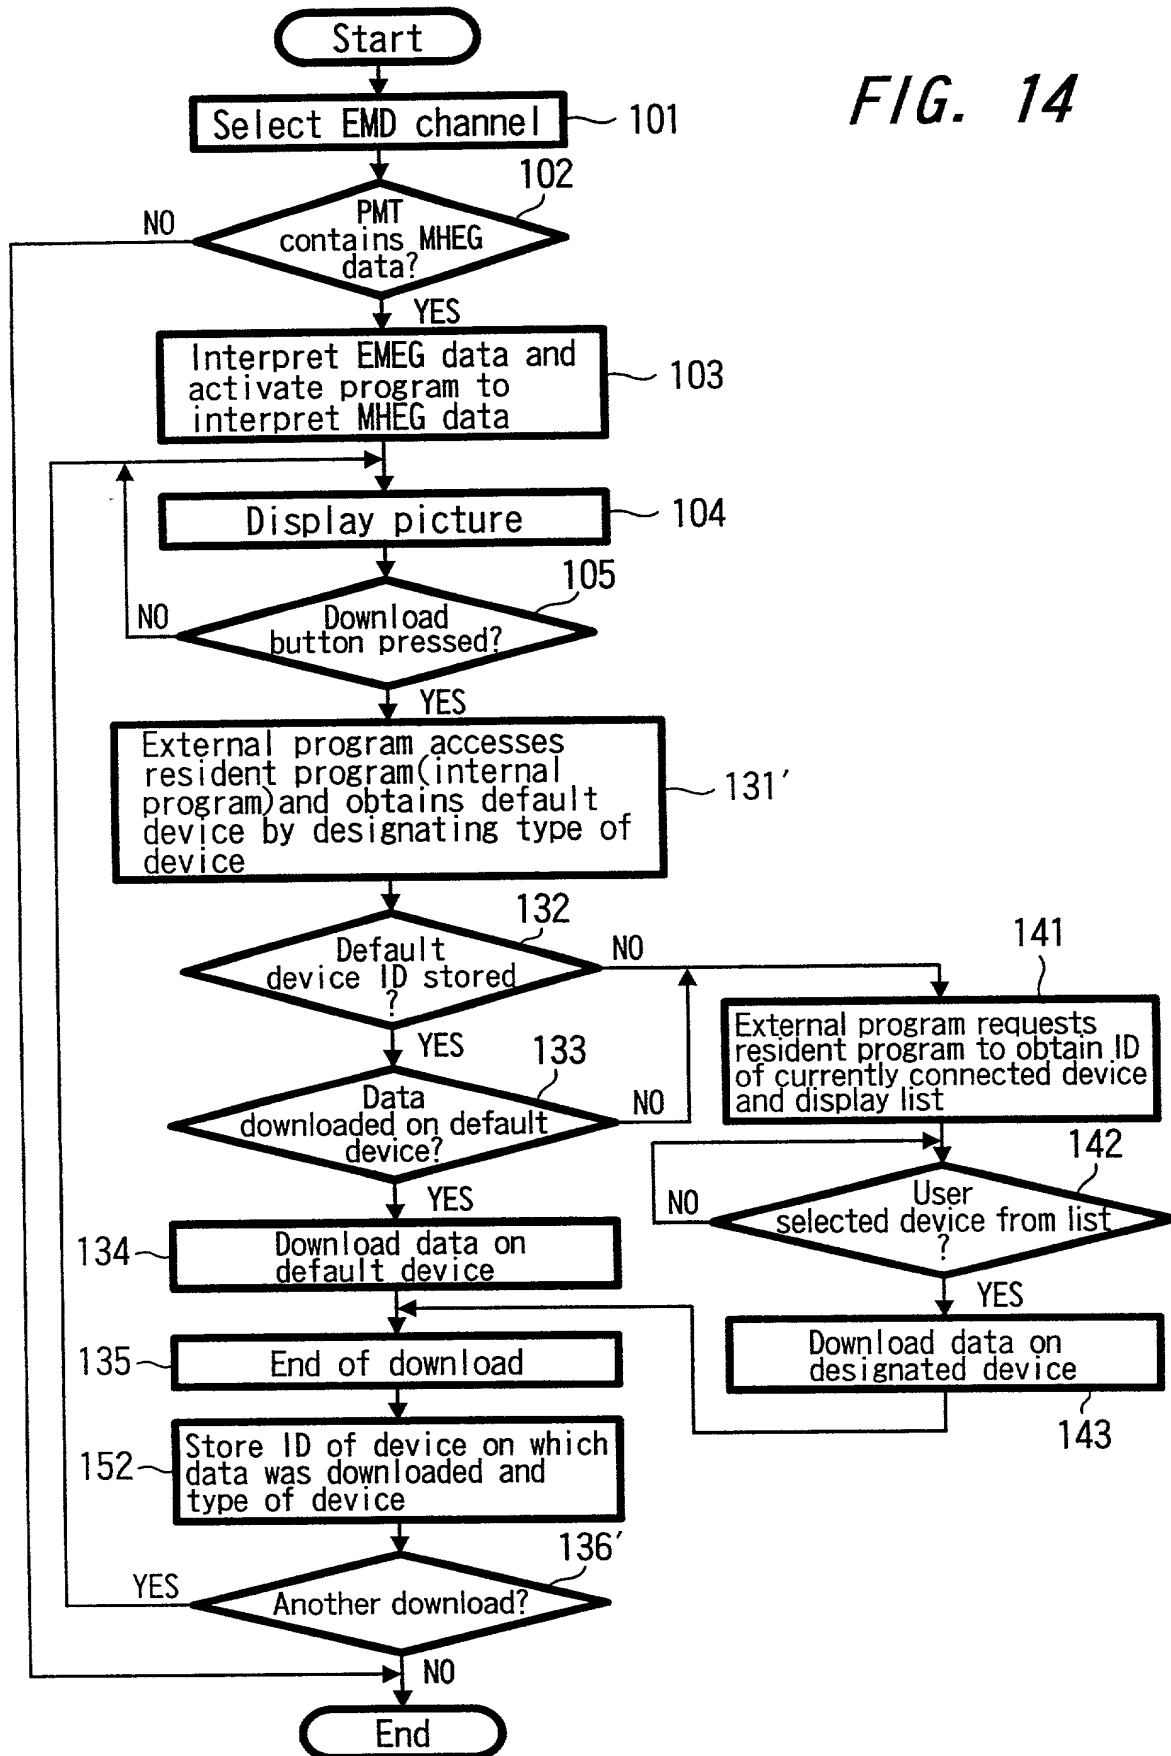 Start
FIG. 14
Select EMD channel
101
102
PMT
contains MHEG
data?
NO
YES
Interpret EMEG data and
activate program to
interpret MHEG data
103
Display picture
104
105
Download
button pressed?
NO
YES
External program accesses
resident program(internal
program)and obtains default
device by designating type of
device
131′
132
Default
device ID stored
?
NO
YES
133
Data
downloaded on default
device?
NO
YES
134
Download data on
default device
135
End of download
152
Store ID of device on which
data was downloaded and
type of device
136′
Another download?
YES
NO
End
141
External program requests
resident program to obtain ID
of currently connected device
and display list
142
User
selected device from list
?
NO
YES
Download data on
designated device
143